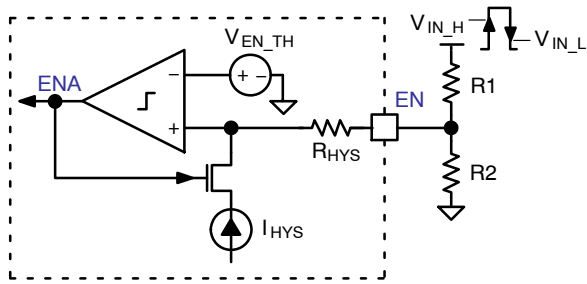 V_IN_H
V_IN_L
V_EN_TH
ENA
−
+ −
+
EN
R1
R_HYS
R2
I_HYS